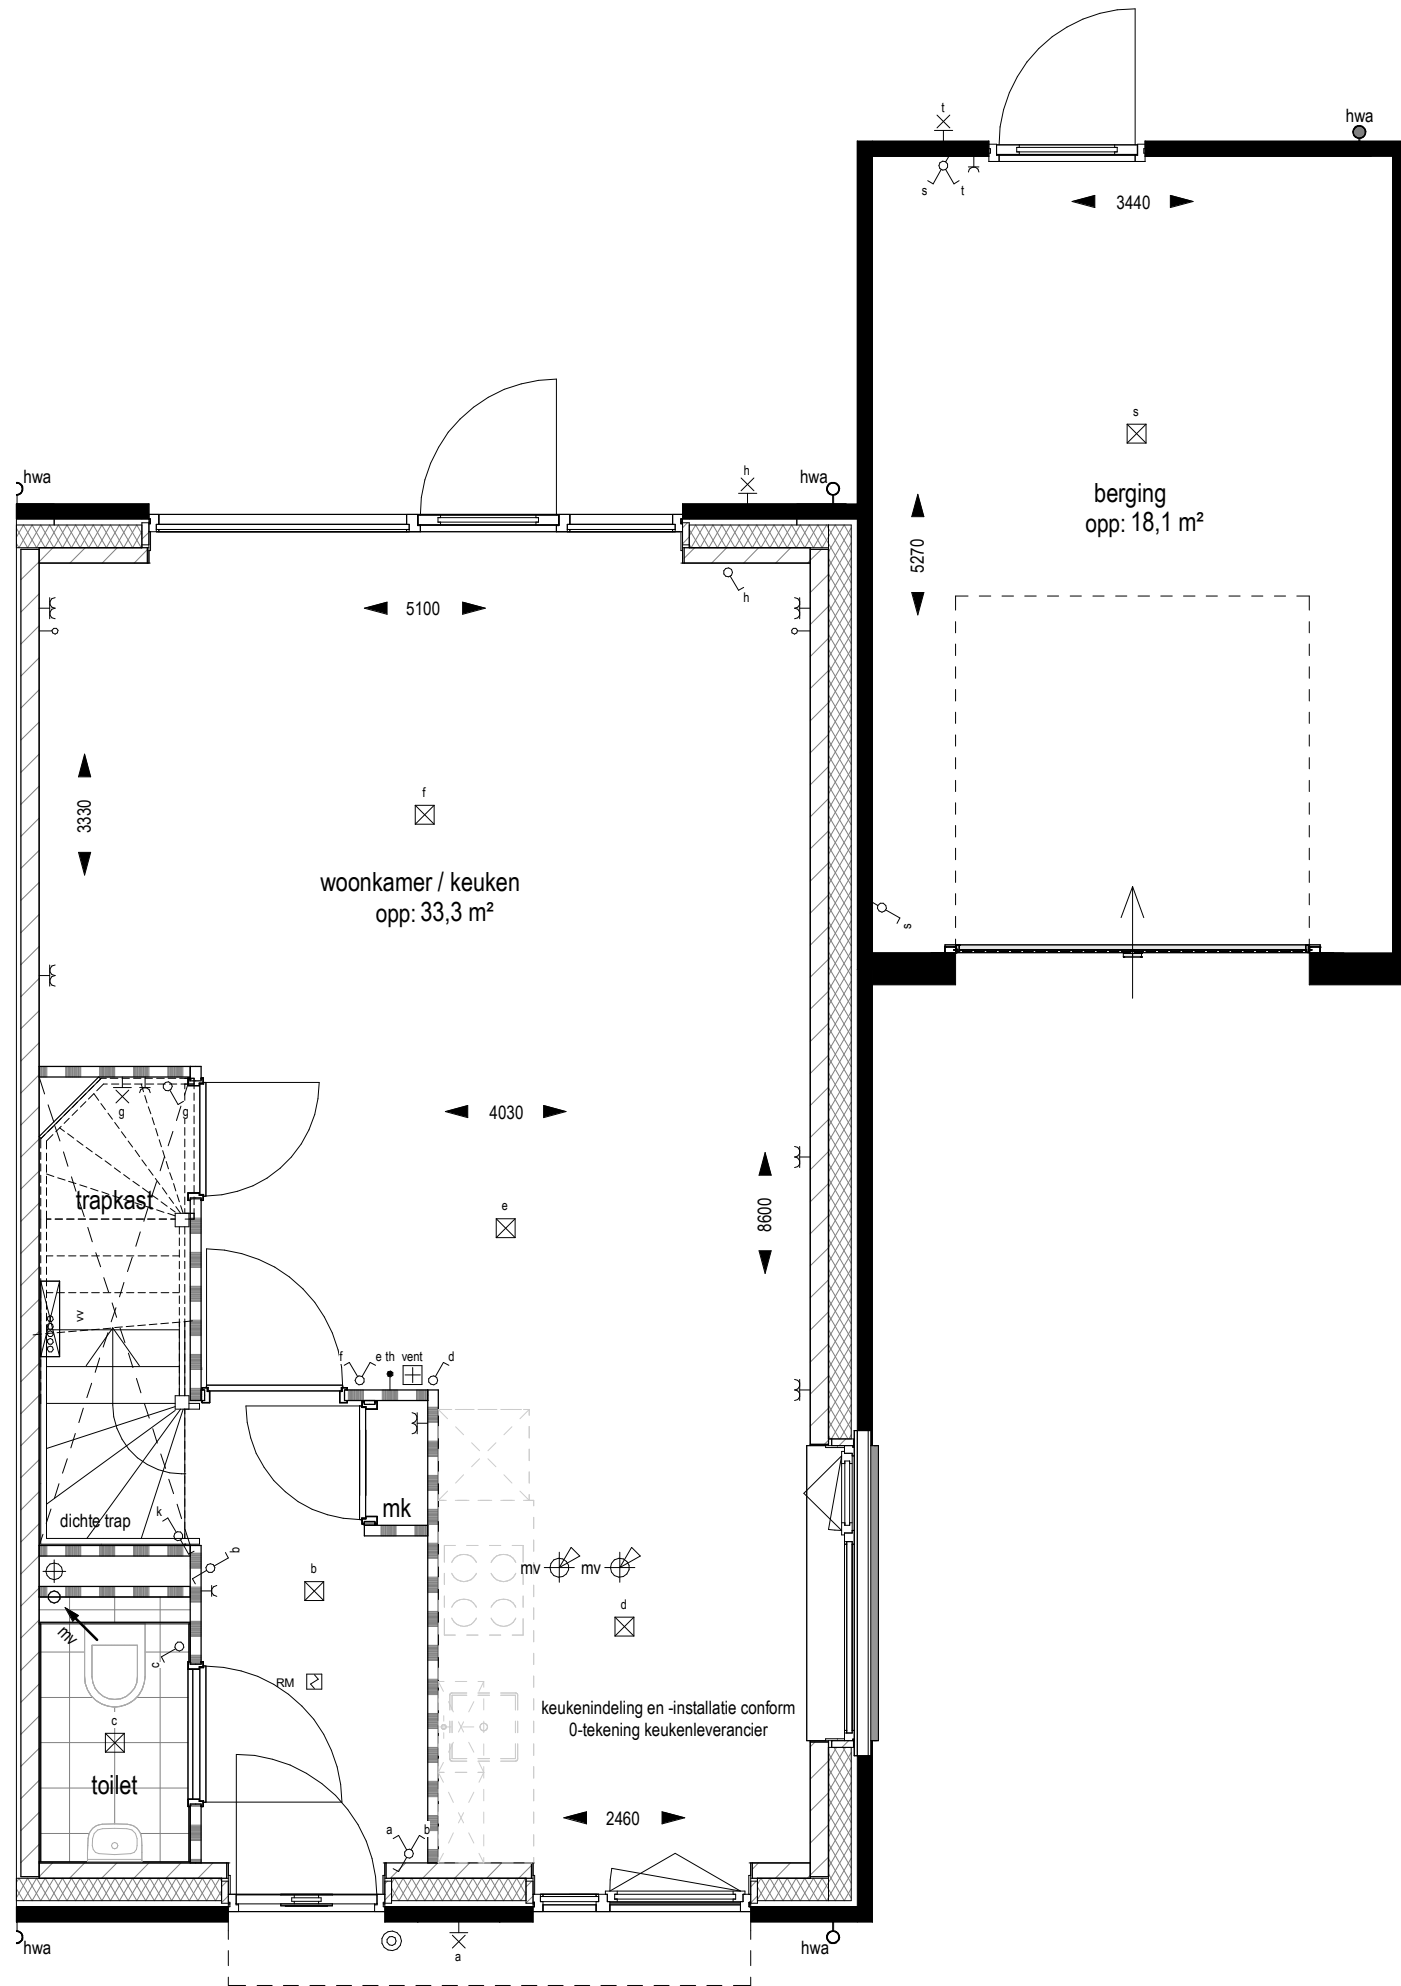 t
hwa
s
t
3440
s
berging
opp: 18,1 m²
5270
hwa
h
hwa
h
5100
3330
f
woonkamer / keuken
opp: 33,3 m²
s
g
g
4030
trapkast
e
8600
vv
f
e th
vent
d
mk
dichte trap
k
b
b
mv
mv
d
mv
c
RM
c
keukenindeling en -installatie conform
0-tekening keukenleverancier
toilet
2460
a
b
hwa
a
hwa